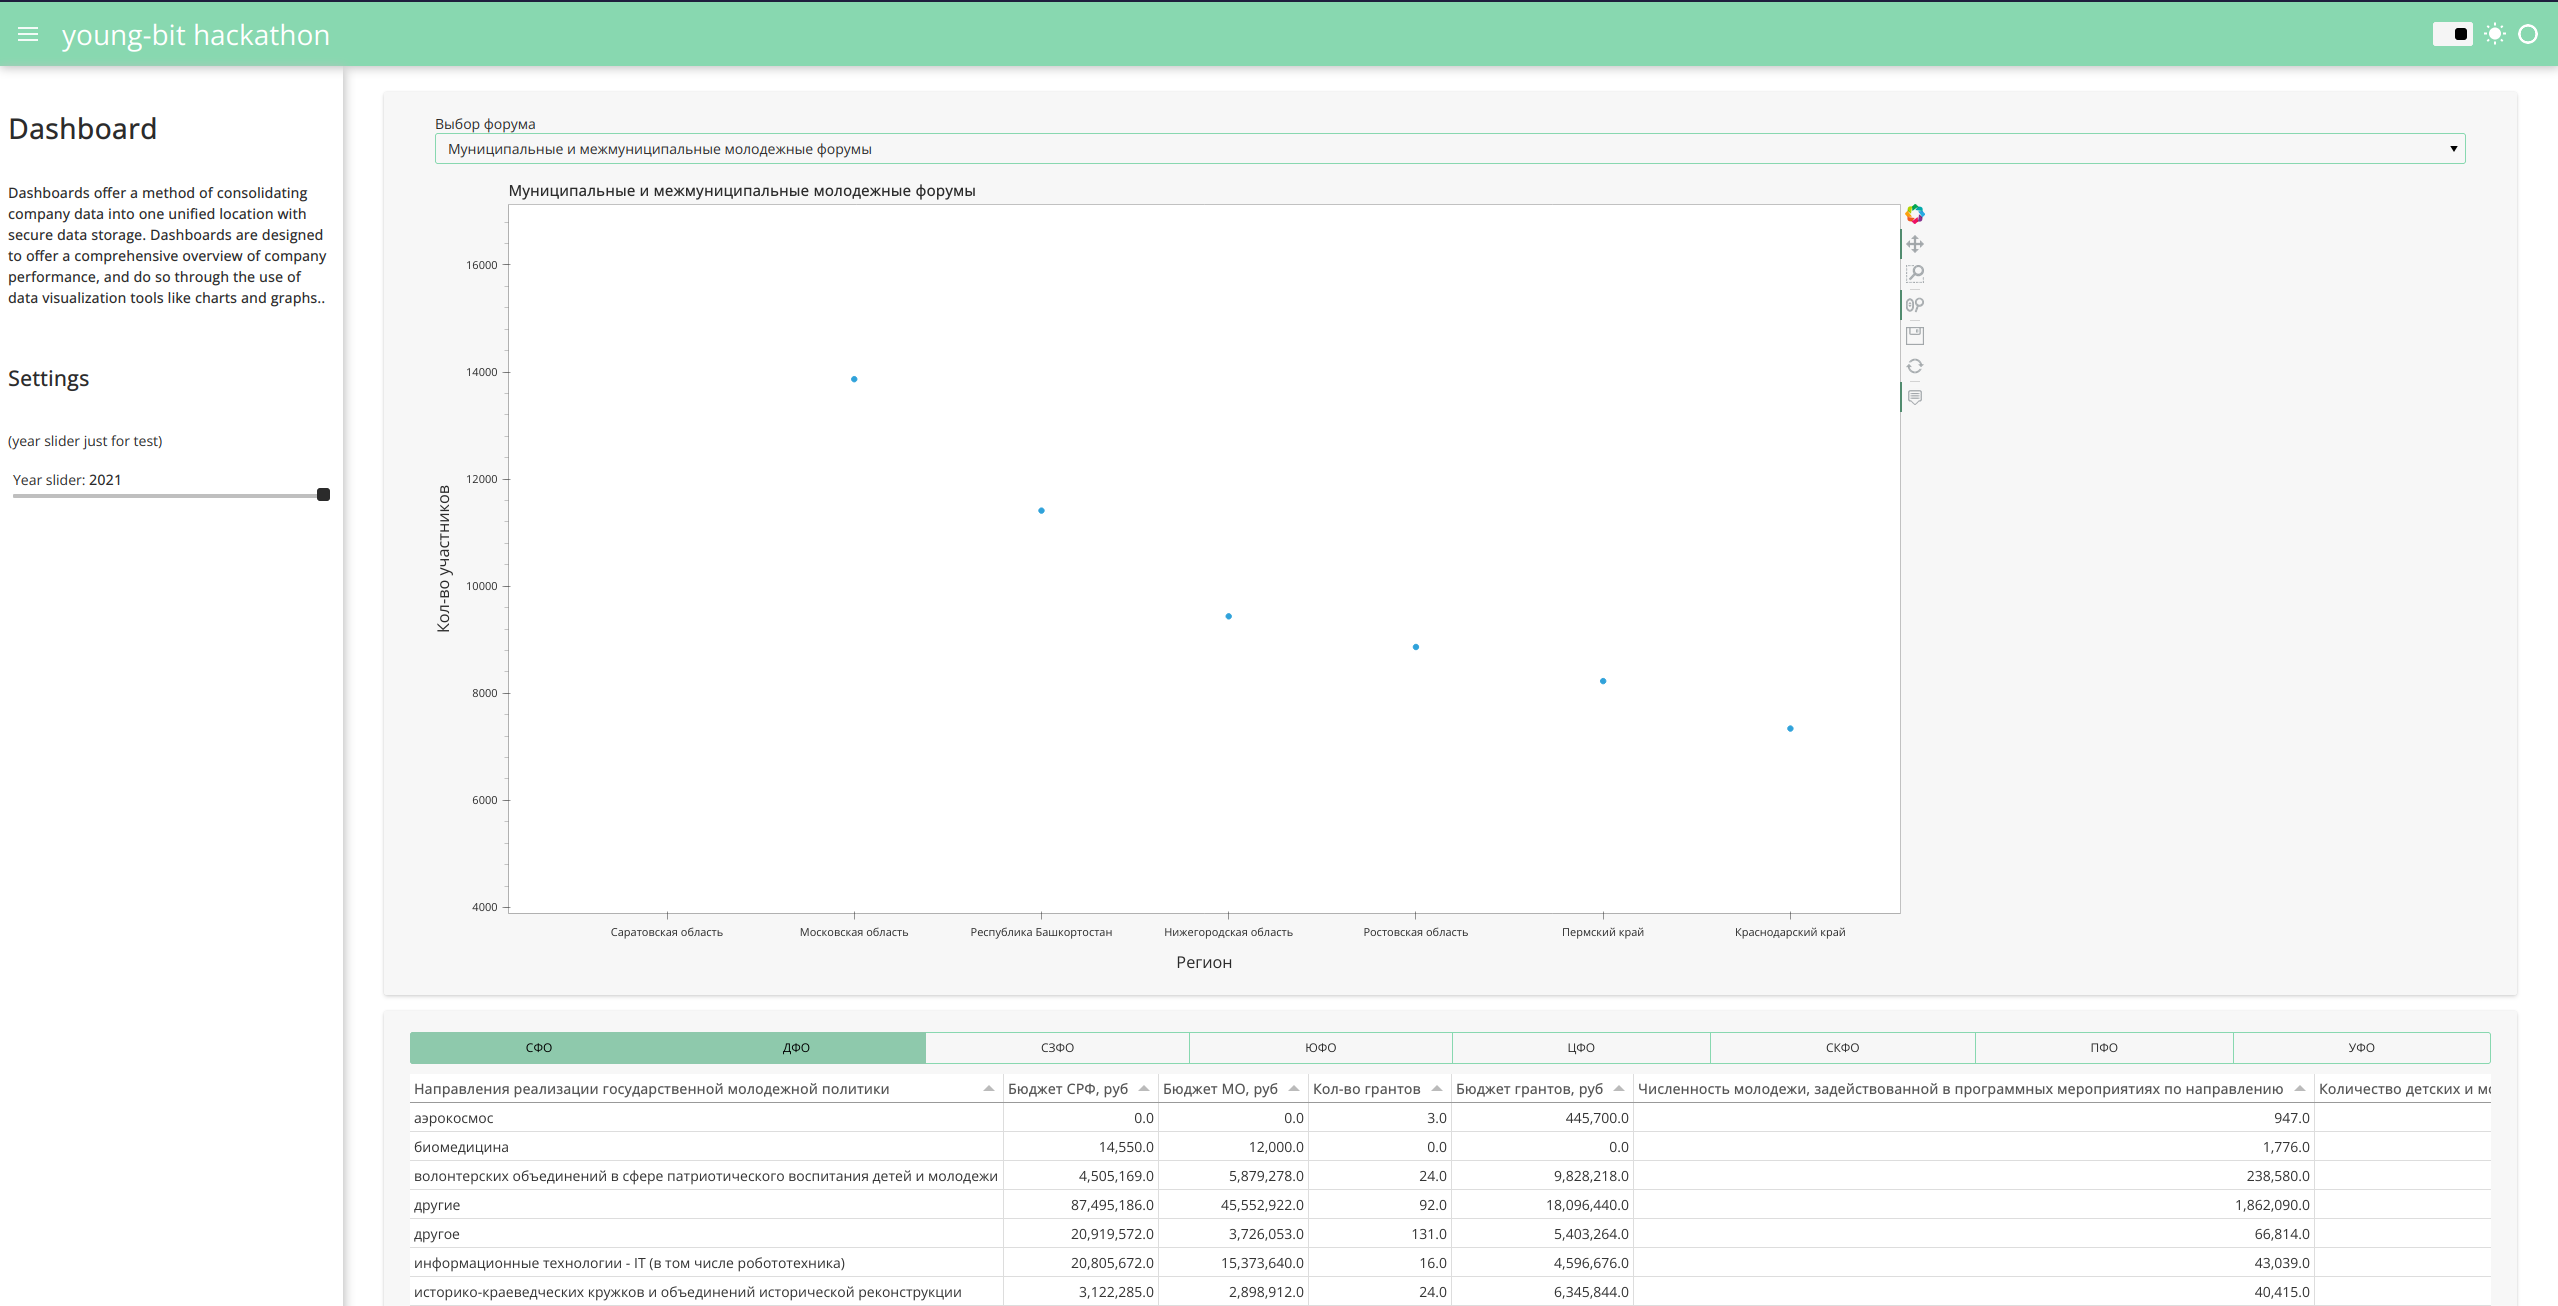 young-bit hackathon
Dashboard
Dashboards offer a method of consolidating
company data into one unified location with
secure data storage. Dashboards are designed
to offer a comprehensive overview of company
performance, and do so through the use of
data visualization tools like charts and graphs..
Settings
(year slider just for test)
Year slider: 2021
Выбор форума
Муниципальные и межмуниципальные молодежные форумы
Муниципальные и межмуниципальные молодежные форумы
16000
14000
12000
10000
8000
6000
4000
Кол-во участников
Саратовская область Московская область Республика Башкортостан Нижегородская область Ростовская область Пермский край Краснодарский край
Регион
СФО ДФО СЗФО ЮФО ЦФО СКФО ПФО УФО
Направления реализации государственной молодежной политики Бюджет СРФ, руб Бюджет МО, руб Кол-во грантов Бюджет грантов, руб Численность молодежи, задействованной в программных мероприятиях по направлению Количество детских и мо
аэрокосмос 0.0 0.0 3.0 445,700.0 947.0
биомедицина 14,550.0 12,000.0 0.0 0.0 1,776.0
волонтерских объединений в сфере патриотического воспитания детей и молодежи 4,505,169.0 5,879,278.0 24.0 9,828,218.0 238,580.0
другие 87,495,186.0 45,552,922.0 92.0 18,096,440.0 1,862,090.0
другое 20,919,572.0 3,726,053.0 131.0 5,403,264.0 66,814.0
информационные технологии - IT (в том числе робототехника) 20,805,672.0 15,373,640.0 16.0 4,596,676.0 43,039.0
историко-краеведческих кружков и объединений исторической реконструкции 3,122,285.0 2,898,912.0 24.0 6,345,844.0 40,415.0